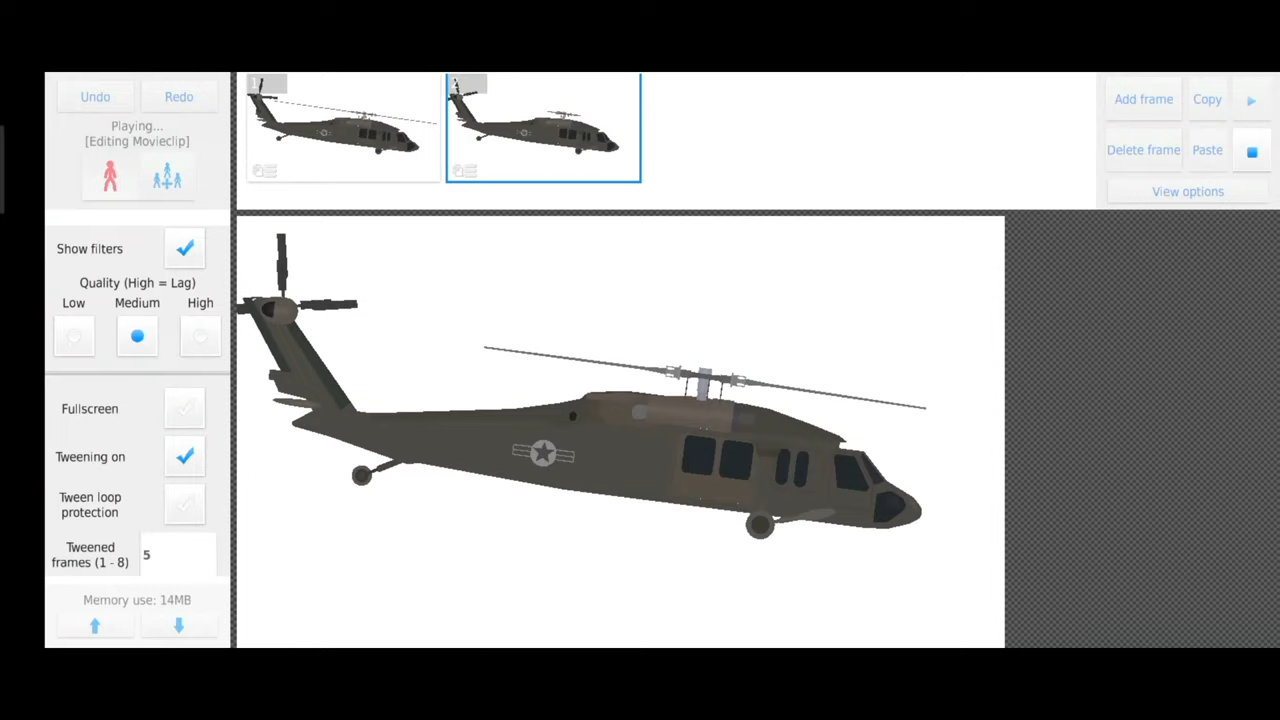 Undo
Redo
Playing...
[Editing Movieclip]
Show filters
Quality (High = Lag)
Low
Medium
High
Fullscreen
Tweening on
Tween loop
protection
Tweened
frames (1 - 8)
5
Memory use: 14MB
Add frame
Copy
Delete frame
Paste
View options